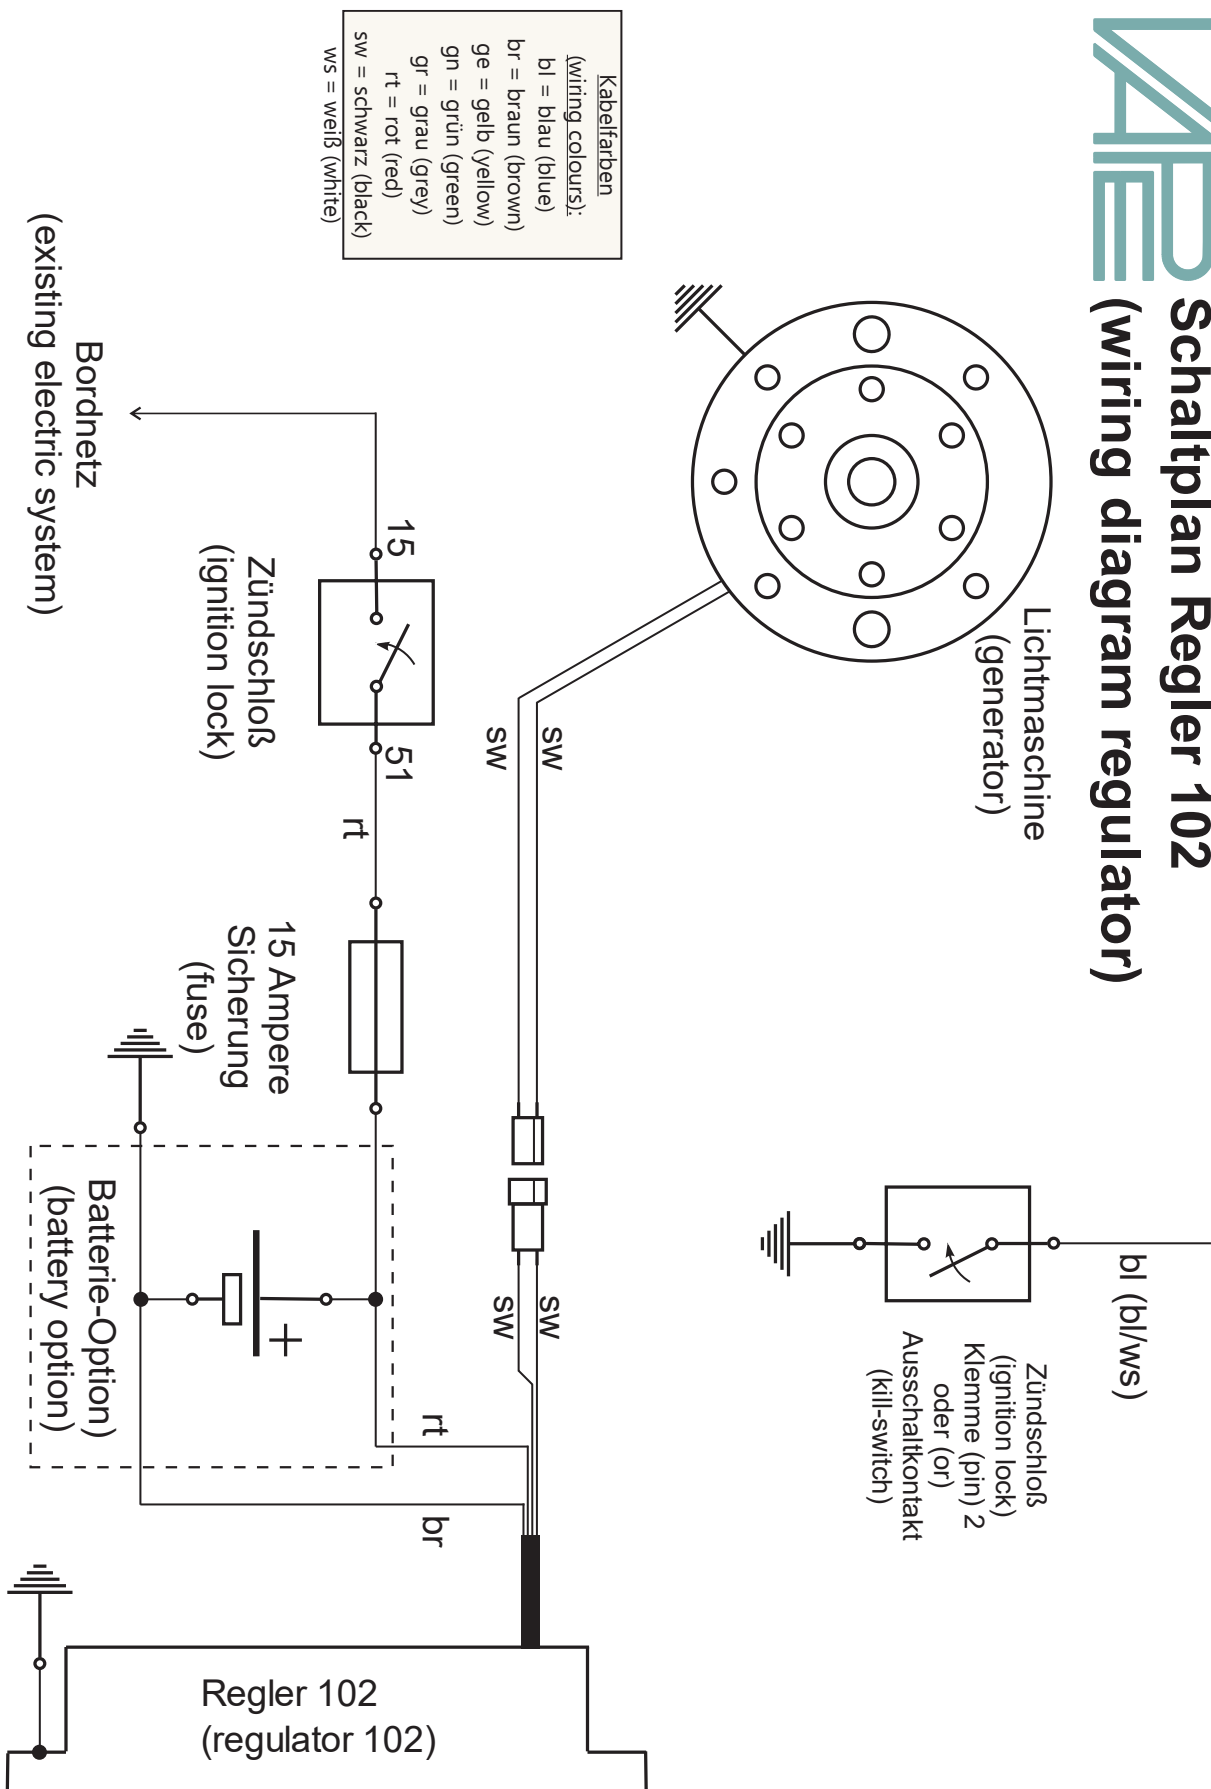 VAPE
Schaltplan Regler 102
(wiring diagram regulator)
Kabelfarben
(wiring colours):
bl = blau (blue)
br = braun (brown)
ge = gelb (yellow)
gn = grün (green)
gr = grau (grey)
rt = rot (red)
sw = schwarz (black)
ws = weiß (white)
Lichtmaschine
(generator)
bl (bl/ws)
Zündschloß
(ignition lock)
Klemme (pin) 2
oder (or)
Ausschaltkontakt
(kill-switch)
sw
sw
sw
sw
15
51
rt
Zündschloß
(ignition lock)
15 Ampere
Sicherung
(fuse)
Bordnetz
(existing electric system)
rt
br
+
Batterie-Option)
(battery option)
Regler 102
(regulator 102)